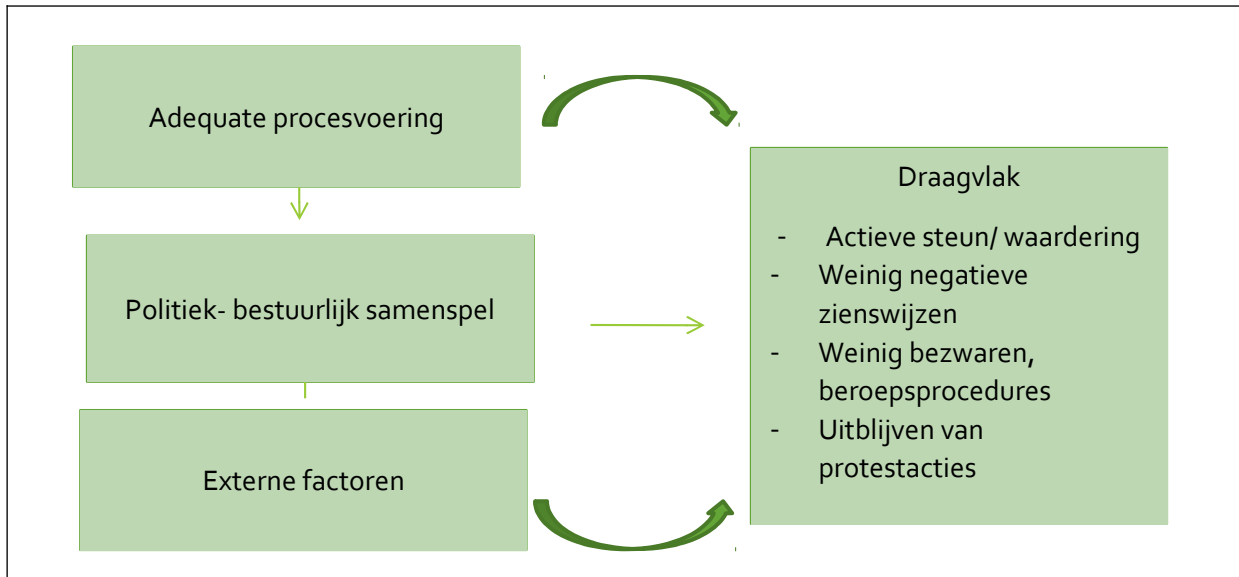 Adequate procesvoering
Politiek- bestuurlijk samenspel
Externe factoren
Draagvlak
- Actieve steun/ waardering
- Weinig negatieve
zienswijzen
- Weinig bezwaren,
beroepsprocedures
- Uitblijven van
protestacties